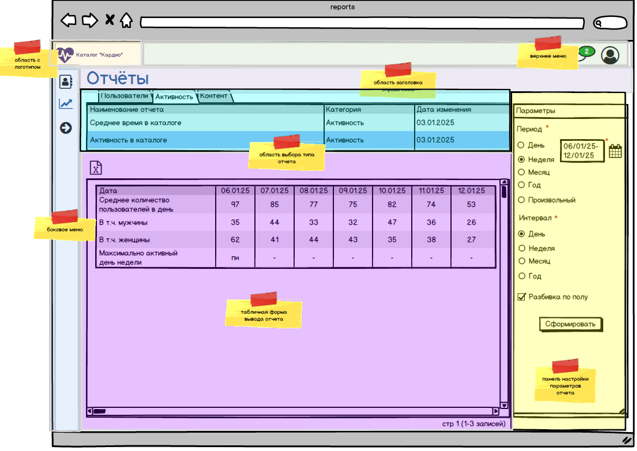 reports
область с
логотипом
Каталог "Кардио"
2
верхнее меню
Отчёты
область заголовка
Пользователи Активность Контент
Наименование отчета Категория Дата изменения
Среднее время в каталоге Активность 03.01.2025
Активность в каталоге Активность 03.01.2025
область выбора типа
отчета
X
Дата 06.01.25 07.01.25 08.01.25 09.01.25 10.01.25 11.01.25 12.01.25
Среднее количество
пользователей в день 97 85 77 75 82 74 53
В т.ч. мужчины 35 44 33 32 47 36 26
В т.ч. женщины 62 41 44 43 35 38 27
Максимально активный
день недели пн - - - - - -
боковое меню
табличная форма
вывода отчета
стр 1 (1-3 записей)
Параметры
Период *
День
Неделя
Месяц
Год
Произвольный
06/01/25-
12/01/25
Интервал *
День
Неделя
Месяц
Год
Разбивка по полу
Сформировать
панель настройки
параметров
отчета